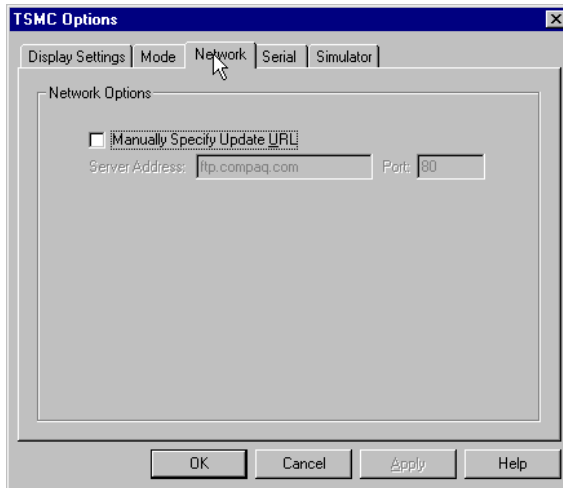 TSMC Options
Display Settings Mode Network Serial Simulator
Network Options
Manually Specify Update URL
Server Address: ftp.compaq.com Port: 80
OK Cancel Apply Help